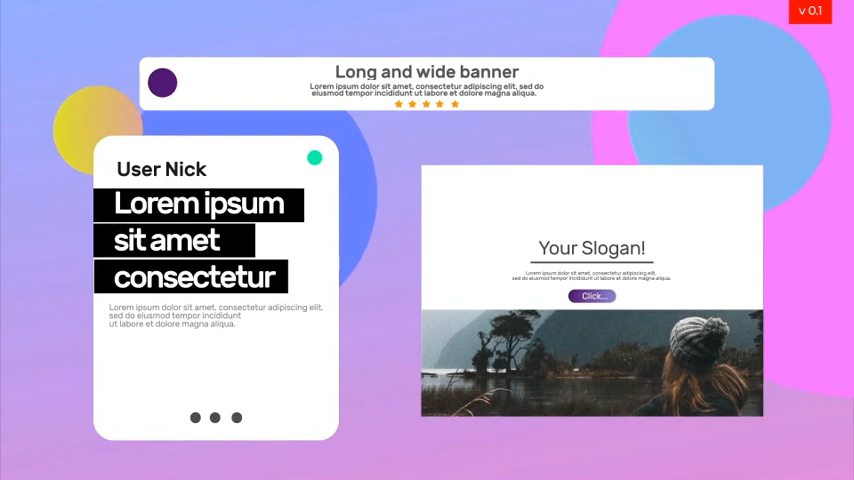 v 0.1
Long and wide banner
Lorem ipsum dolor sit amet, consectetur adipiscing elit, sed do
eiusmod tempor incididunt ut labore et dolore magna aliqua.
User Nick
Lorem ipsum
sit amet
consectetur
Lorem ipsum dolor sit amet, consectetur adipiscing elit,
sed do eiusmod tempor incididunt
ut labore et dolore magna aliqua.
Your Slogan!
Lorem ipsum dolor sit amet, consectetur adipiscing elit,
sed do eiusmod tempor incididunt ut labore et dolore magna aliqua.
Click...